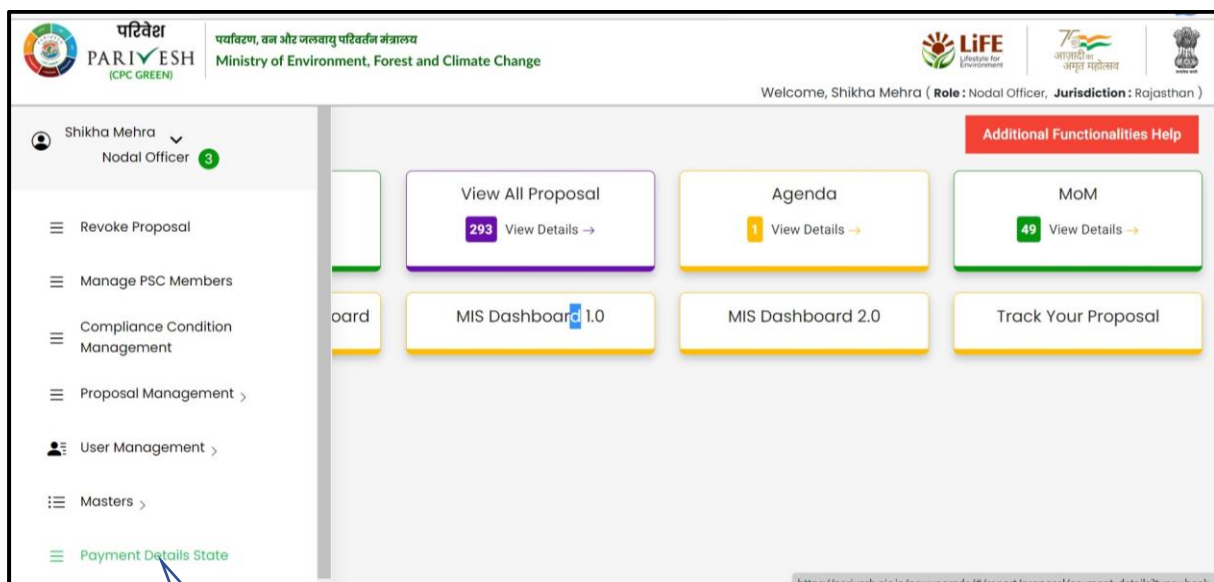 परिवेश
PARIVESH
(CPC GREEN)
पर्यावरण, वन और जलवायु परिवर्तन मंत्रालय
Ministry of Environment, Forest and Climate Change
LiFE
Lifestyle for
Environment
75
आज़ादी का
अमृत महोत्सव
Welcome, Shikha Mehra ( Role : Nodal Officer, Jurisdiction : Rajasthan )
Shikha Mehra
Nodal Officer 3
Additional Functionalities Help
Revoke Proposal
Manage PSC Members
Compliance Condition
Management
Proposal Management >
User Management >
Masters >
Payment Details State
View All Proposal
293 View Details →
Agenda
1 View Details →
MoM
49 View Details →
oard
MIS Dashboard 1.0
MIS Dashboard 2.0
Track Your Proposal